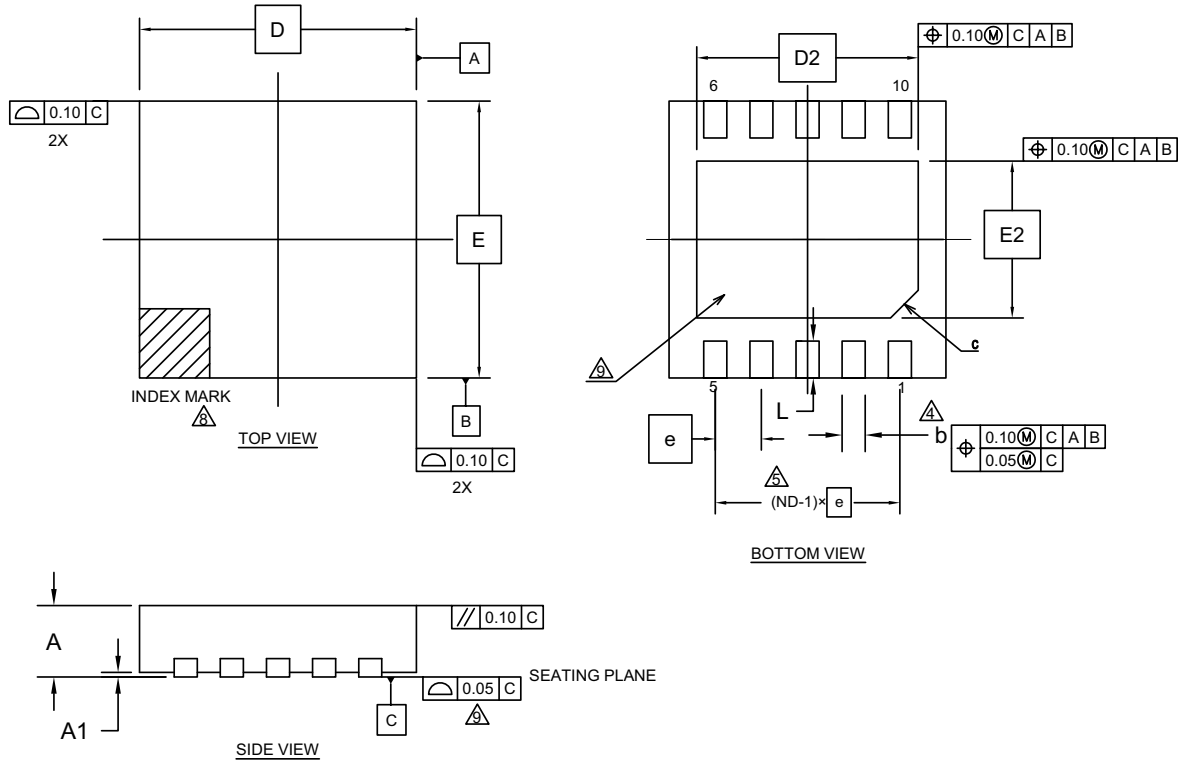 D
A
⌓ 0.10 C
2X
E
INDEX MARK
8
TOP VIEW
B
⌓ 0.10 C
2X
⌖ 0.10 Ⓜ C A B
D2
6 10
⌖ 0.10 Ⓜ C A B
E2
c
9
5 1
L
4
e
b
⌖ 0.10 Ⓜ C A B
0.05 Ⓜ C
5
(ND-1)× e
BOTTOM VIEW
A
// 0.10 C
SEATING PLANE
⌓ 0.05 C
9
C
A1
SIDE VIEW